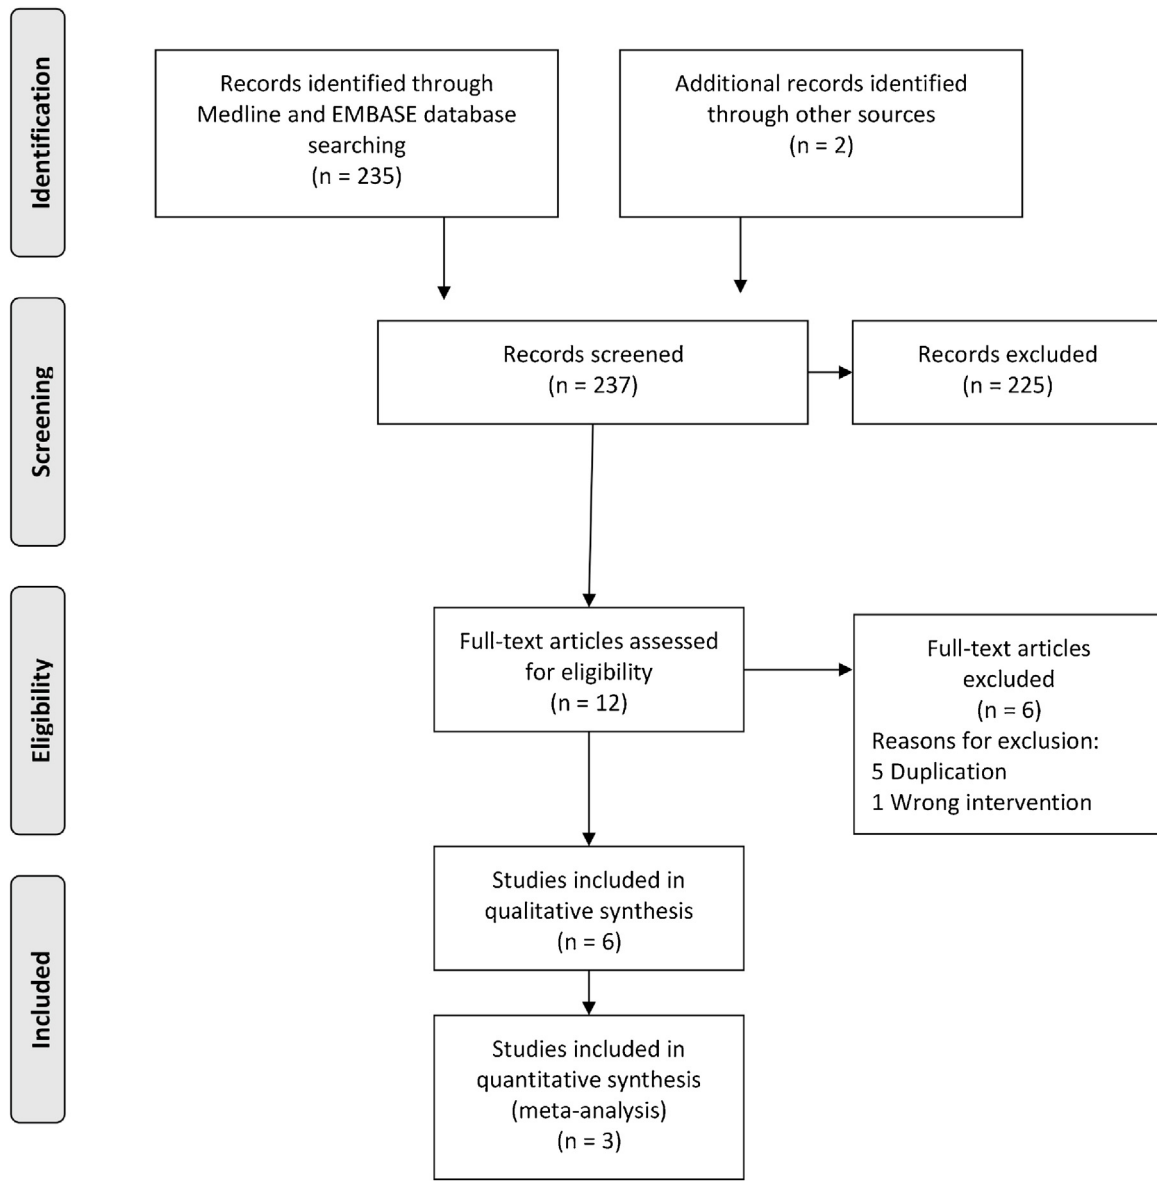 Identification
Records identified through
Medline and EMBASE database
searching
(n = 235)
Additional records identified
through other sources
(n = 2)
Screening
Records screened
(n = 237)
Records excluded
(n = 225)
Eligibility
Full-text articles assessed
for eligibility
(n = 12)
Full-text articles
excluded
(n = 6)
Reasons for exclusion:
5 Duplication
1 Wrong intervention
Included
Studies included in
qualitative synthesis
(n = 6)
Studies included in
quantitative synthesis
(meta-analysis)
(n = 3)